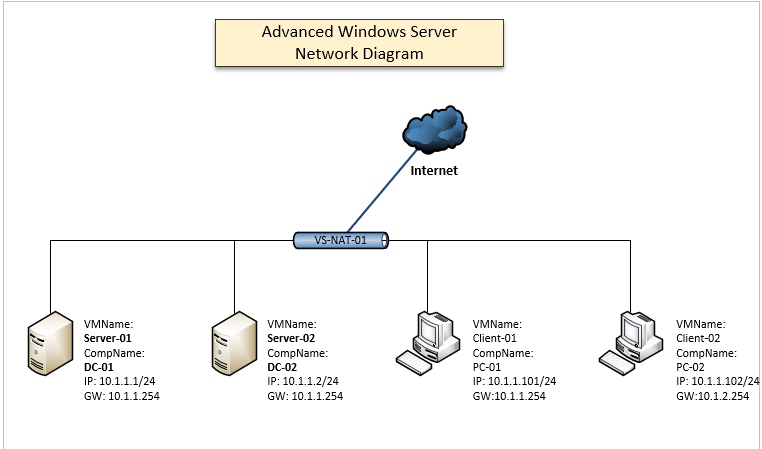 Advanced Windows Server
Network Diagram
Internet
VS-NAT-01
VMName:
Server-01
CompName:
DC-01
IP: 10.1.1.1/24
GW: 10.1.1.254
VMName:
Server-02
CompName:
DC-02
IP: 10.1.1.2/24
GW: 10.1.1.254
VMName:
Client-01
CompName:
PC-01
IP: 10.1.1.101/24
GW:10.1.1.254
VMName:
Client-02
CompName:
PC-02
IP: 10.1.1.102/24
GW:10.1.2.254